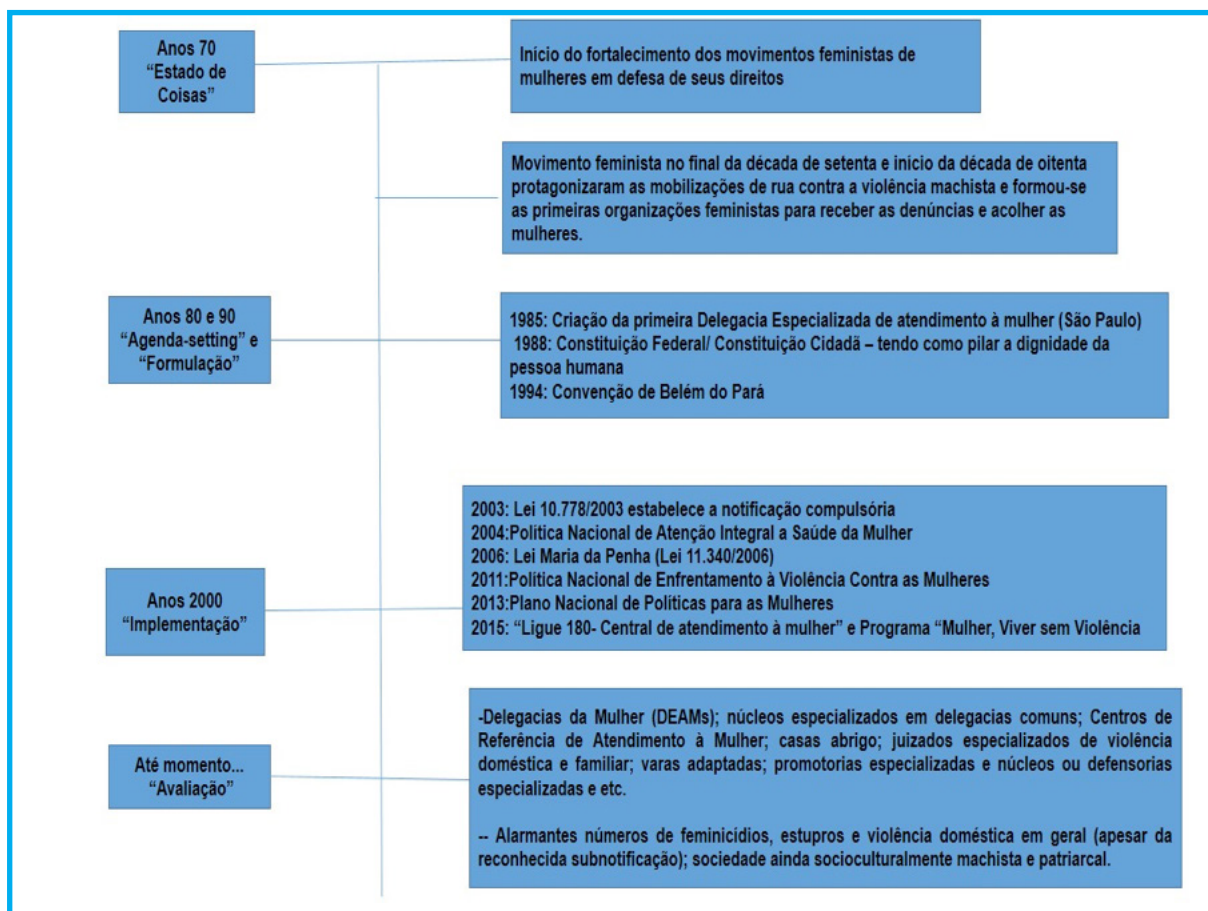 Anos 70
“Estado de
Coisas”
Início do fortalecimento dos movimentos feministas de
mulheres em defesa de seus direitos
Movimento feminista no final da década de setenta e início da década de oitenta
protagonizaram as mobilizações de rua contra a violência machista e formou-se
as primeiras organizações feministas para receber as denúncias e acolher as
mulheres.
Anos 80 e 90
“Agenda-setting” e
“Formulação”
1985: Criação da primeira Delegacia Especializada de atendimento à mulher (São Paulo)
1988: Constituição Federal/ Constituição Cidadã – tendo como pilar a dignidade da
pessoa humana
1994: Convenção de Belém do Pará
Anos 2000
“Implementação”
2003: Lei 10.778/2003 estabelece a notificação compulsória
2004:Política Nacional de Atenção Integral a Saúde da Mulher
2006: Lei Maria da Penha (Lei 11.340/2006)
2011:Política Nacional de Enfrentamento à Violência Contra as Mulheres
2013:Plano Nacional de Políticas para as Mulheres
2015: “Ligue 180- Central de atendimento à mulher” e Programa “Mulher, Viver sem Violência
Até momento...
“Avaliação”
-Delegacias da Mulher (DEAMs); núcleos especializados em delegacias comuns; Centros de
Referência de Atendimento à Mulher; casas abrigo; juizados especializados de violência
doméstica e familiar; varas adaptadas; promotorias especializadas e núcleos ou defensorias
especializadas e etc.
-- Alarmantes números de feminicídios, estupros e violência doméstica em geral (apesar da
reconhecida subnotificação); sociedade ainda socioculturalmente machista e patriarcal.